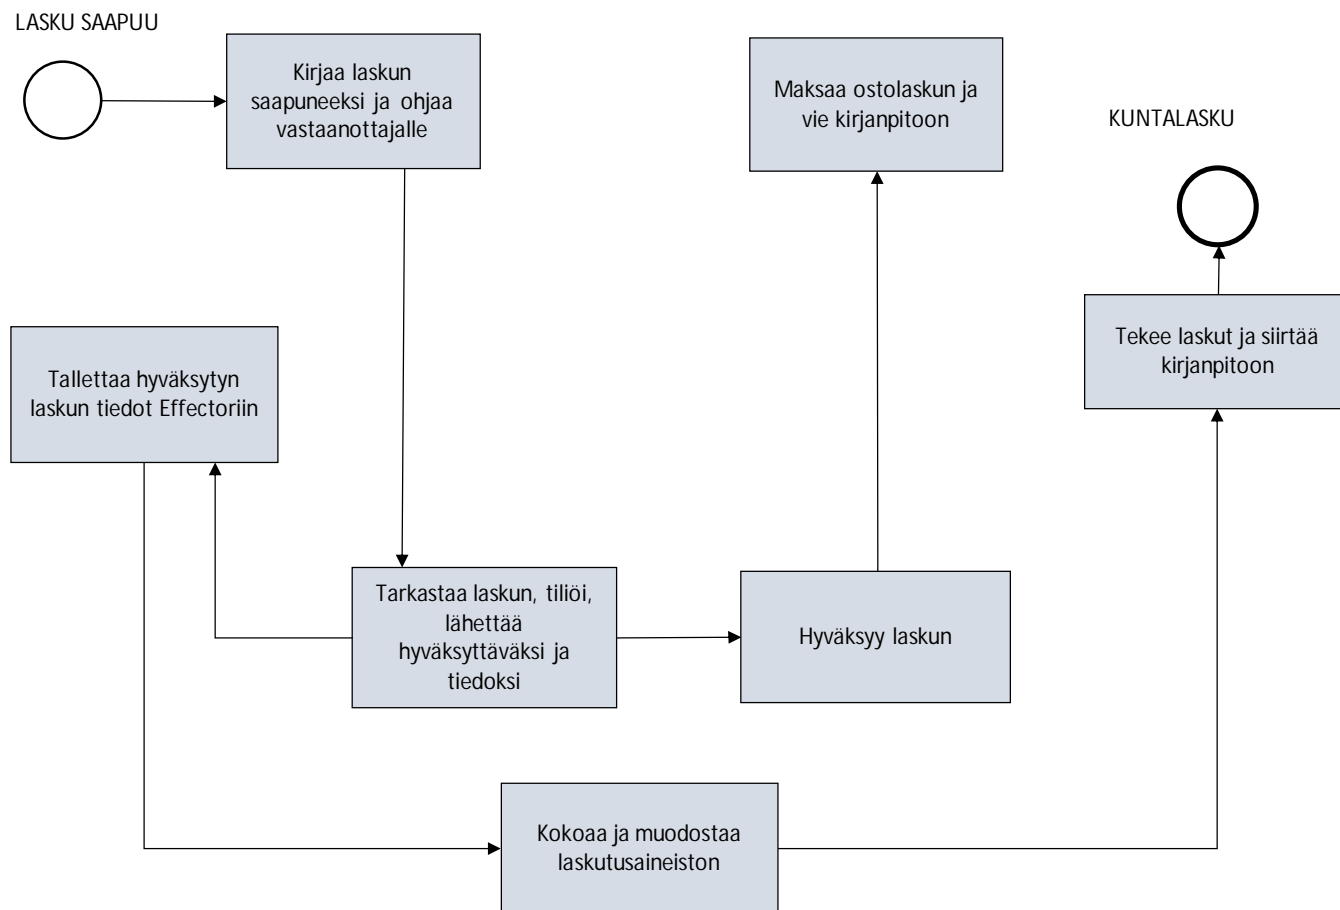 LASKU SAAPUU
Kirjaa laskun
saapuneeksi ja ohjaa
vastaanottajalle
Maksaa ostolaskun ja
vie kirjanpitoon
KUNTALASKU
Tekee laskut ja siirtää
kirjanpitoon
Tallettaa hyväksytyn
laskun tiedot Effectoriin
Tarkastaa laskun, tiliöi,
lähettää
hyväksyttäväksi ja
tiedoksi
Hyväksyy laskun
Kokoaa ja muodostaa
laskutusaineiston